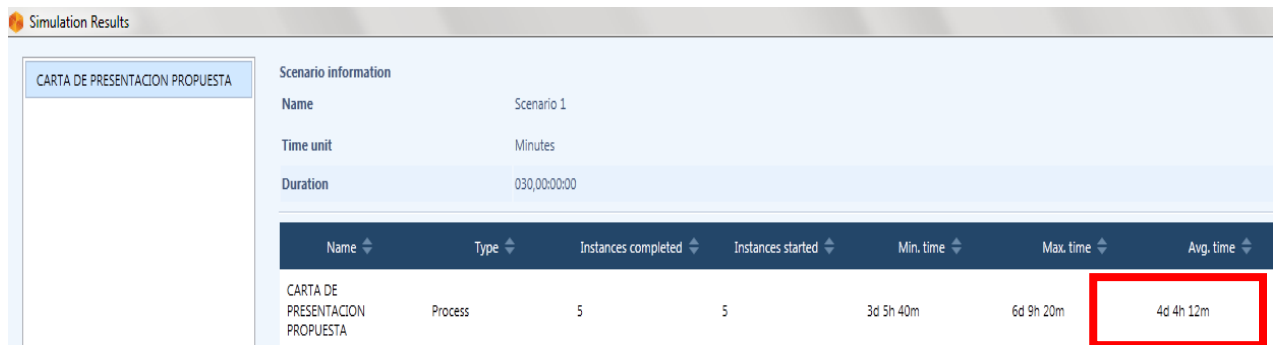 Simulation Results
CARTA DE PRESENTACION PROPUESTA
Scenario information
Name Scenario 1
Time unit Minutes
Duration 030,00:00:00
Name Type Instances completed Instances started Min. time Max. time Avg. time
CARTA DE
PRESENTACION
PROPUESTA
Process 5 5 3d 5h 40m 6d 9h 20m 4d 4h 12m